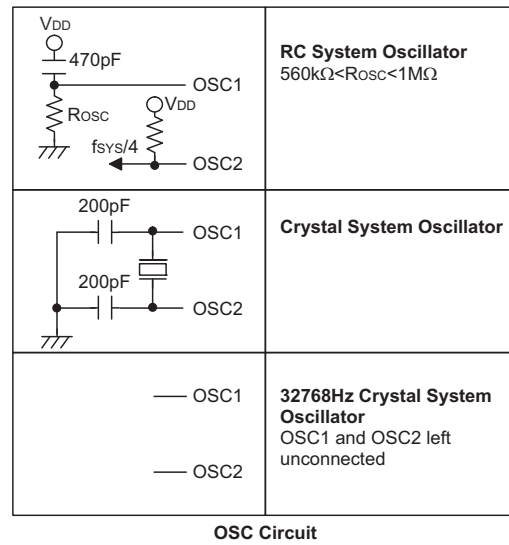 VDD
470pF
OSC1
ROSC
VDD
fSYS/4
OSC2
RC System Oscillator
560kΩ<ROSC<1MΩ
200pF
OSC1
200pF
OSC2
Crystal System Oscillator
OSC1
OSC2
32768Hz Crystal System
Oscillator
OSC1 and OSC2 left
unconnected
OSC Circuit